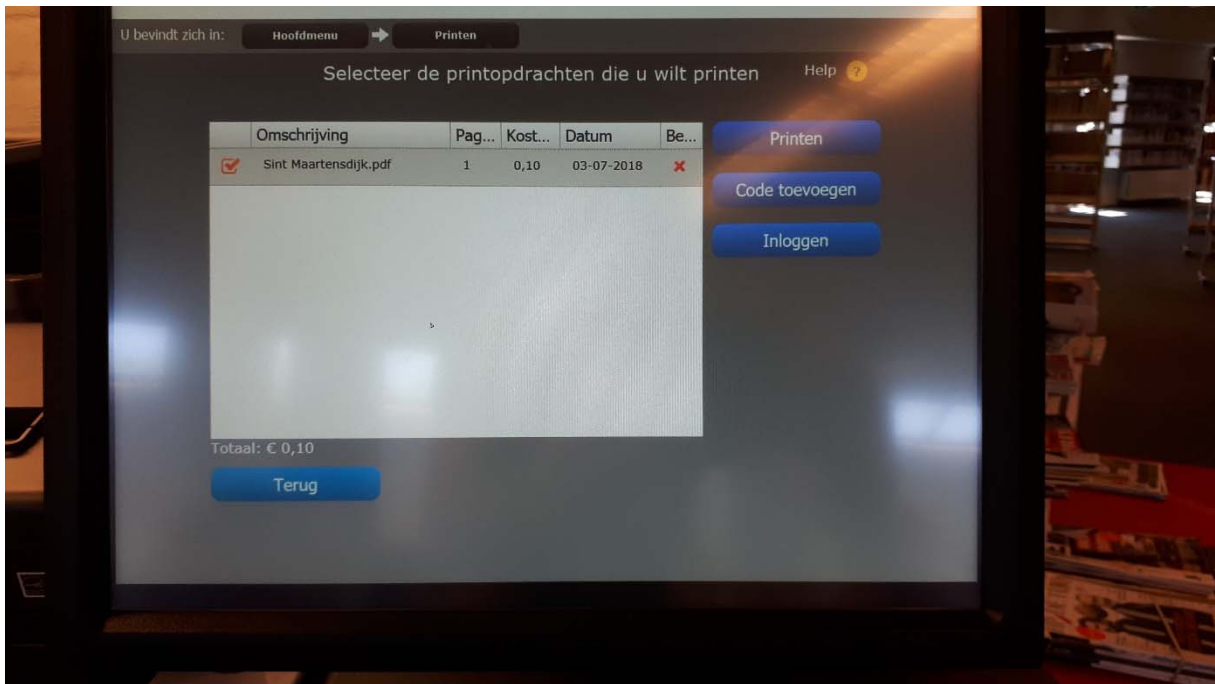 U bevindt zich in: Hoofdmenu Printen
Selecteer de printopdrachten die u wilt printen Help ?
Omschrijving Pag... Kost... Datum Be...
Sint Maartensdijk.pdf 1 0,10 03-07-2018
Printen
Code toevoegen
Inloggen
Totaal: € 0,10
Terug